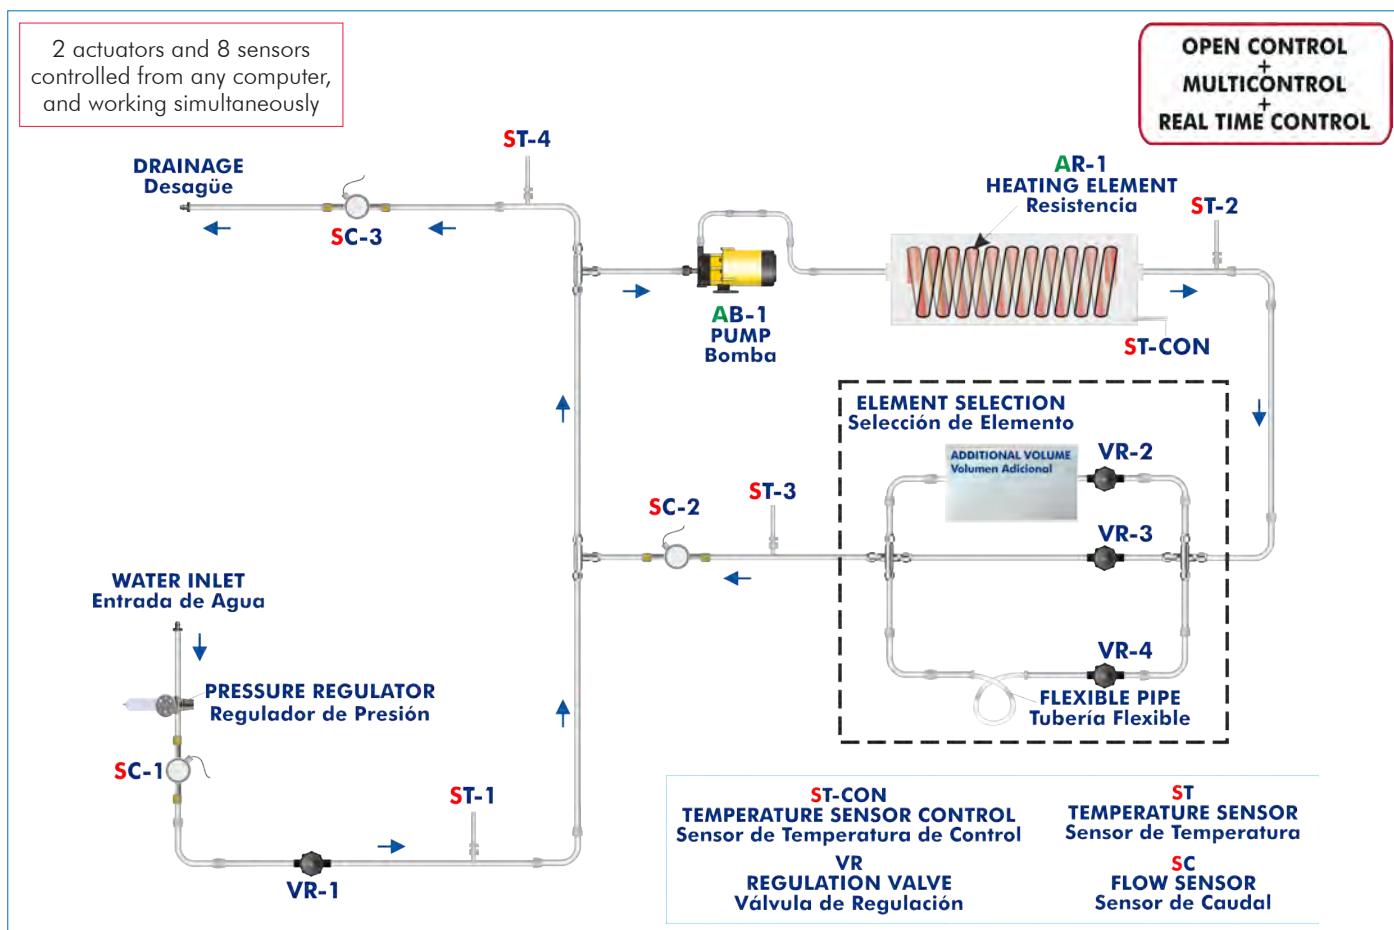 2 actuators and 8 sensors
controlled from any computer,
and working simultaneously
OPEN CONTROL
+
MULTICONTROL
+
REAL TIME CONTROL
ST-4
DRAINAGE
Desagüe
SC-3
AR-1
HEATING ELEMENT
Resistencia
ST-2
AB-1
PUMP
Bomba
ST-CON
ELEMENT SELECTION
Selección de Elemento
ADDITIONAL VOLUME
Volumen Adicional
VR-2
ST-3
SC-2
VR-3
WATER INLET
Entrada de Agua
VR-4
PRESSURE REGULATOR
Regulador de Presión
FLEXIBLE PIPE
Tubería Flexible
SC-1
ST-1
VR-1
ST-CON
TEMPERATURE SENSOR CONTROL
Sensor de Temperatura de Control
VR
REGULATION VALVE
Válvula de Regulación
ST
TEMPERATURE SENSOR
Sensor de Temperatura
SC
FLOW SENSOR
Sensor de Caudal